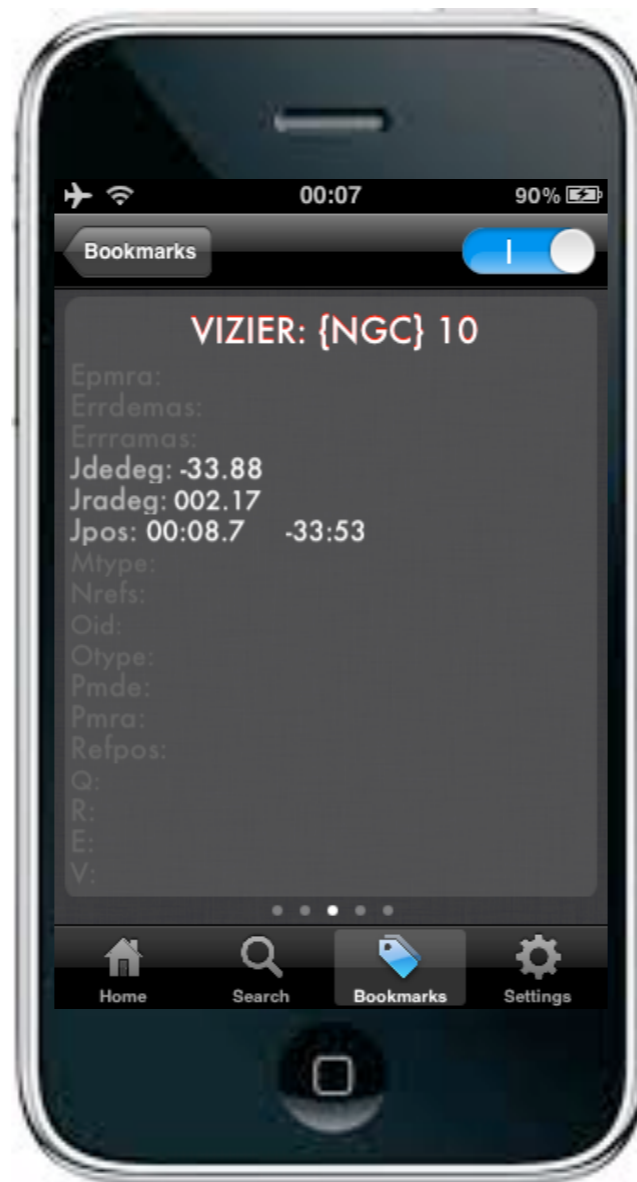 00:07 90%
Bookmarks
VIZIER: {NGC} 10
Epmra:
Errdemas:
Errramas:
Jdedeg: -33.88
Jradeg: 002.17
Jpos: 00:08.7 -33:53
Mtype:
Nrefs:
Oid:
Otype:
Pmde:
Pmra:
Refpos:
Q:
R:
E:
V:
Home Search Bookmarks Settings